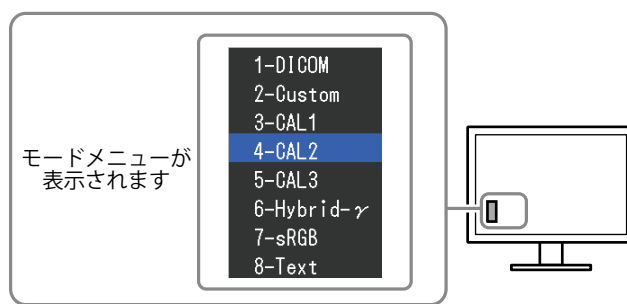 モードメニューが
表示されます
1-DICOM
2-Custom
3-CAL1
4-CAL2
5-CAL3
6-Hybrid-γ
7-sRGB
8-Text